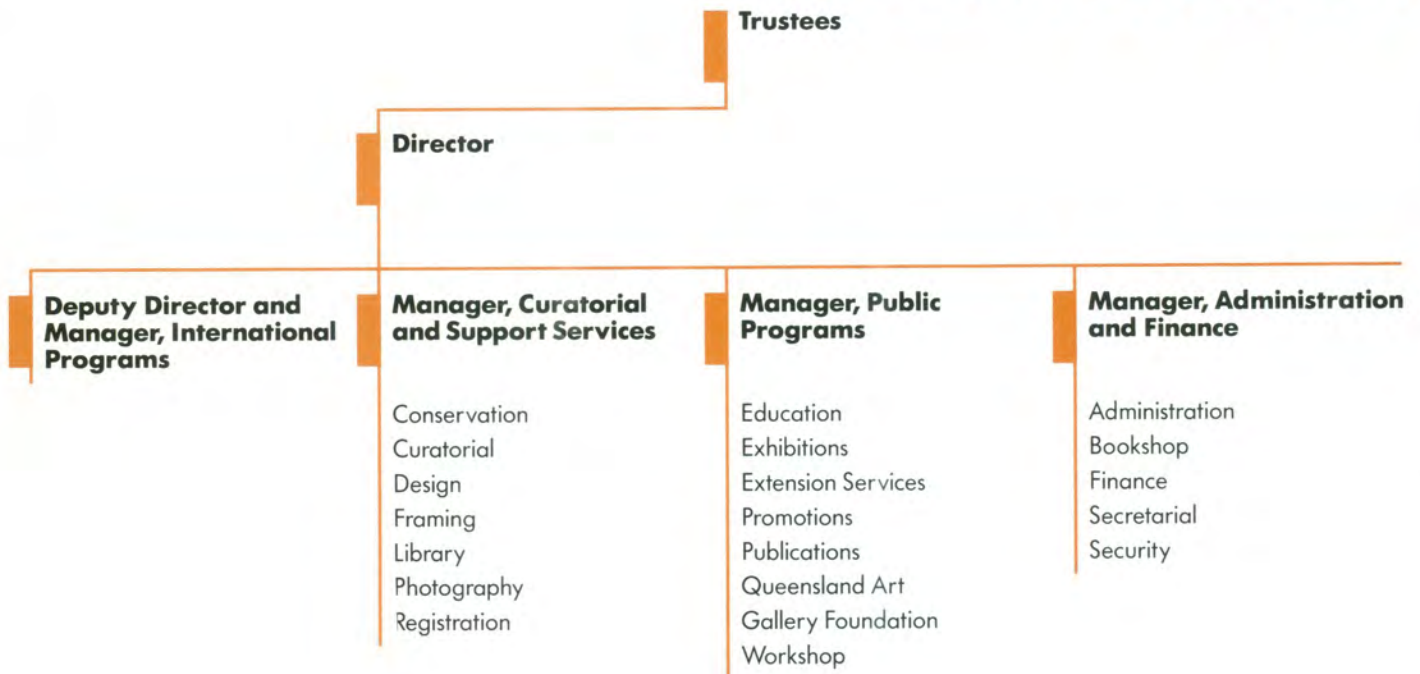 Trustees
Director
Deputy Director and
Manager, International
Programs
Manager, Curatorial
and Support Services
Conservation
Curatorial
Design
Framing
Library
Photography
Registration
Manager, Public
Programs
Education
Exhibitions
Extension Services
Promotions
Publications
Queensland Art
Gallery Foundation
Workshop
Manager, Administration
and Finance
Administration
Bookshop
Finance
Secretarial
Security